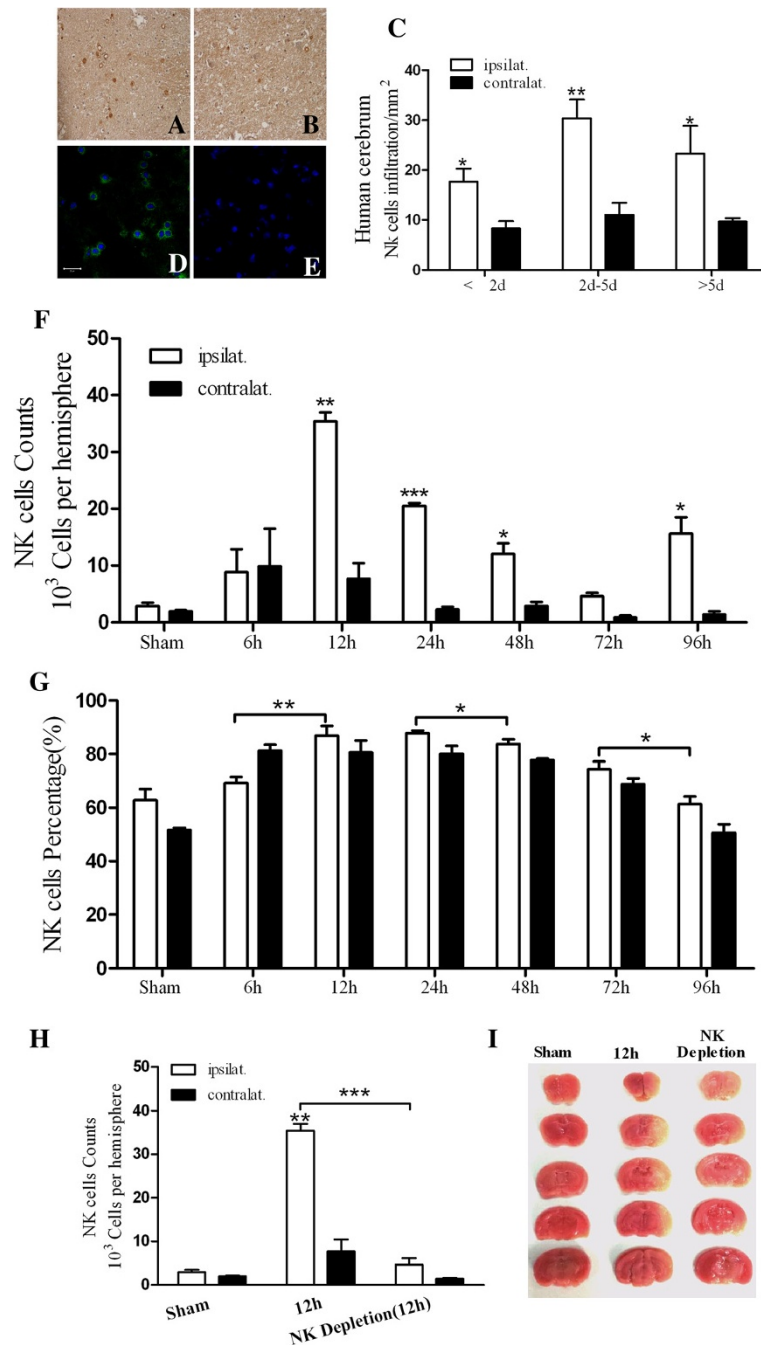 A
B
C
ipsilat.
contralat.
Human cerebrum
Nk cells infiltration/mm²
40
30
20
10
0
*
**
*
< 2d
2d-5d
>5d
D
E
F
NK cells Counts
10³ Cells per hemisphere
50
40
30
20
10
0
ipsilat.
contralat.
**
***
*
*
Sham
6h
12h
24h
48h
72h
96h
G
NK cells Percentage(%)
100
80
60
40
20
0
**
*
*
Sham
6h
12h
24h
48h
72h
96h
H
NK cells Counts
10³ Cells per hemisphere
50
40
30
20
10
0
ipsilat.
contralat.
**
***
Sham
12h
NK Depletion(12h)
I
Sham
12h
NK
Depletion